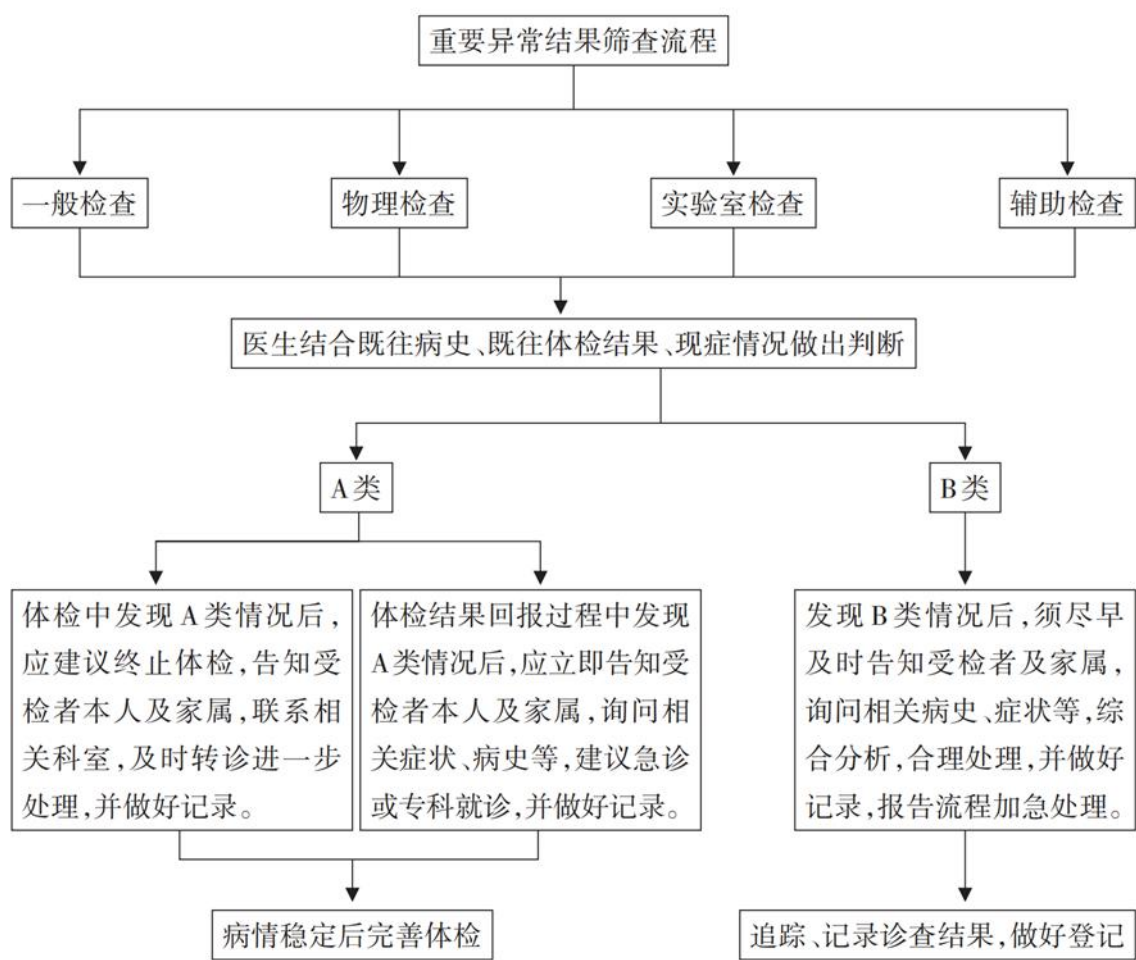 重要异常结果筛查流程
一般检查
物理检查
实验室检查
辅助检查
医生结合既往病史、既往体检结果、现症情况做出判断
A类
B类
体检中发现A类情况后,
应建议终止体检,告知受
检者本人及家属,联系相
关科室,及时转诊进一步
处理,并做好记录。
体检结果回报过程中发现
A类情况后,应立即告知受
检者本人及家属,询问相
关症状、病史等,建议急诊
或专科就诊,并做好记录。
发现B类情况后,须尽早
及时告知受检者及家属,
询问相关病史、症状等,综
合分析,合理处理,并做好
记录,报告流程加急处理。
病情稳定后完善体检
追踪、记录诊查结果,做好登记